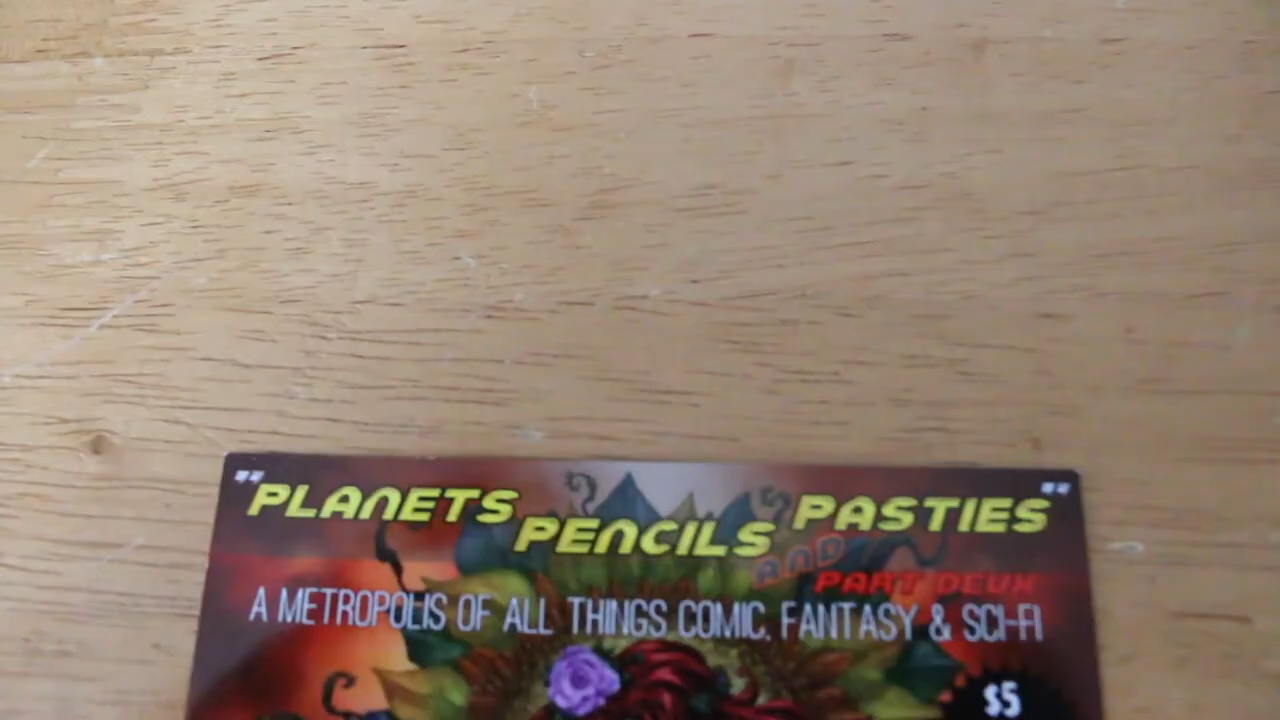 "PLANETS PENCILS AND PASTIES"
PART DEUX
A METROPOLIS OF ALL THINGS COMIC, FANTASY & SCI-FI
$5